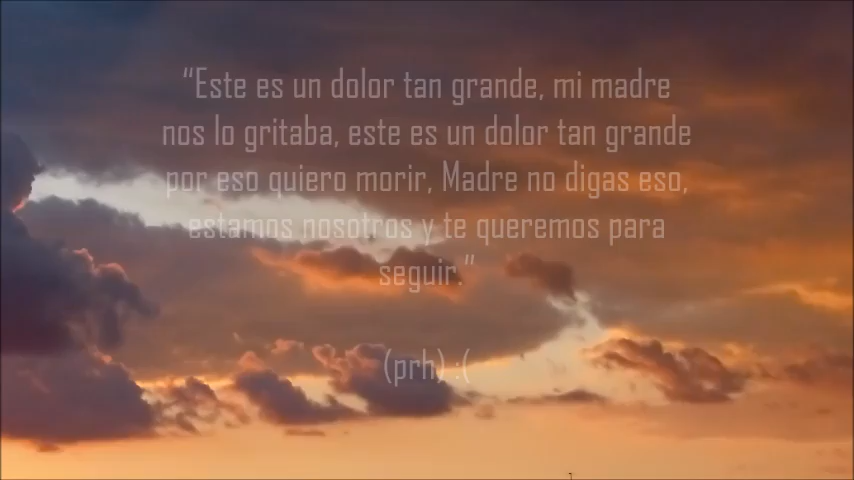 “Este es un dolor tan grande, mi madre
nos lo gritaba, este es un dolor tan grande
por eso quiero morir, Madre no digas eso,
estamos nosotros y te queremos para
seguir.”
(prh) :(